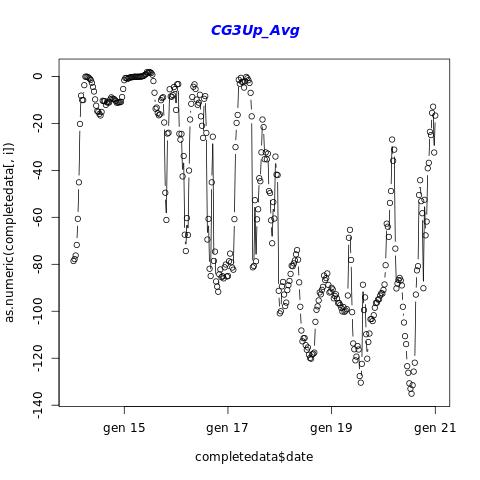 CG3Up_Avg
as.numeric(completedata[, i])
0
-20
-40
-60
-80
-100
-120
-140
gen 15
gen 17
gen 19
gen 21
completedata$date